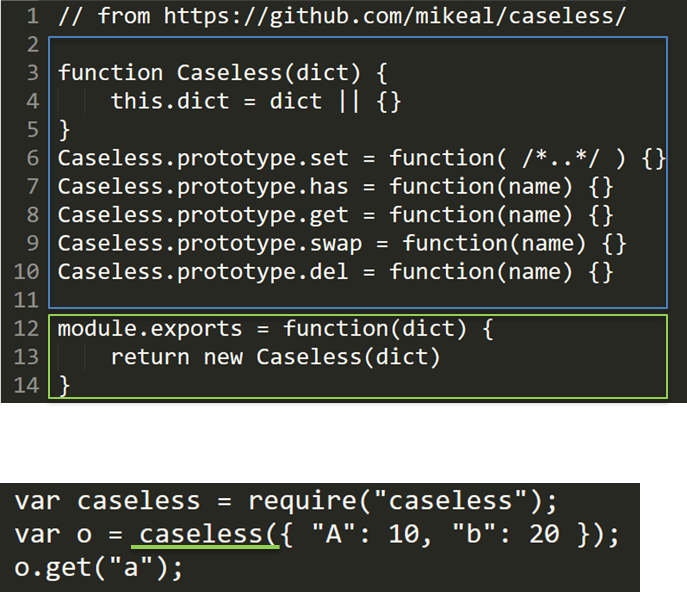 1 // from https://github.com/mikeal/caseless/
2
3 function Caseless(dict) {
4     this.dict = dict || {}
5 }
6 Caseless.prototype.set = function( /*..*/ ) {}
7 Caseless.prototype.has = function(name) {}
8 Caseless.prototype.get = function(name) {}
9 Caseless.prototype.swap = function(name) {}
10 Caseless.prototype.del = function(name) {}
11
12 module.exports = function(dict) {
13     return new Caseless(dict)
14 }
var caseless = require("caseless");
var o = caseless({ "A": 10, "b": 20 });
o.get("a");